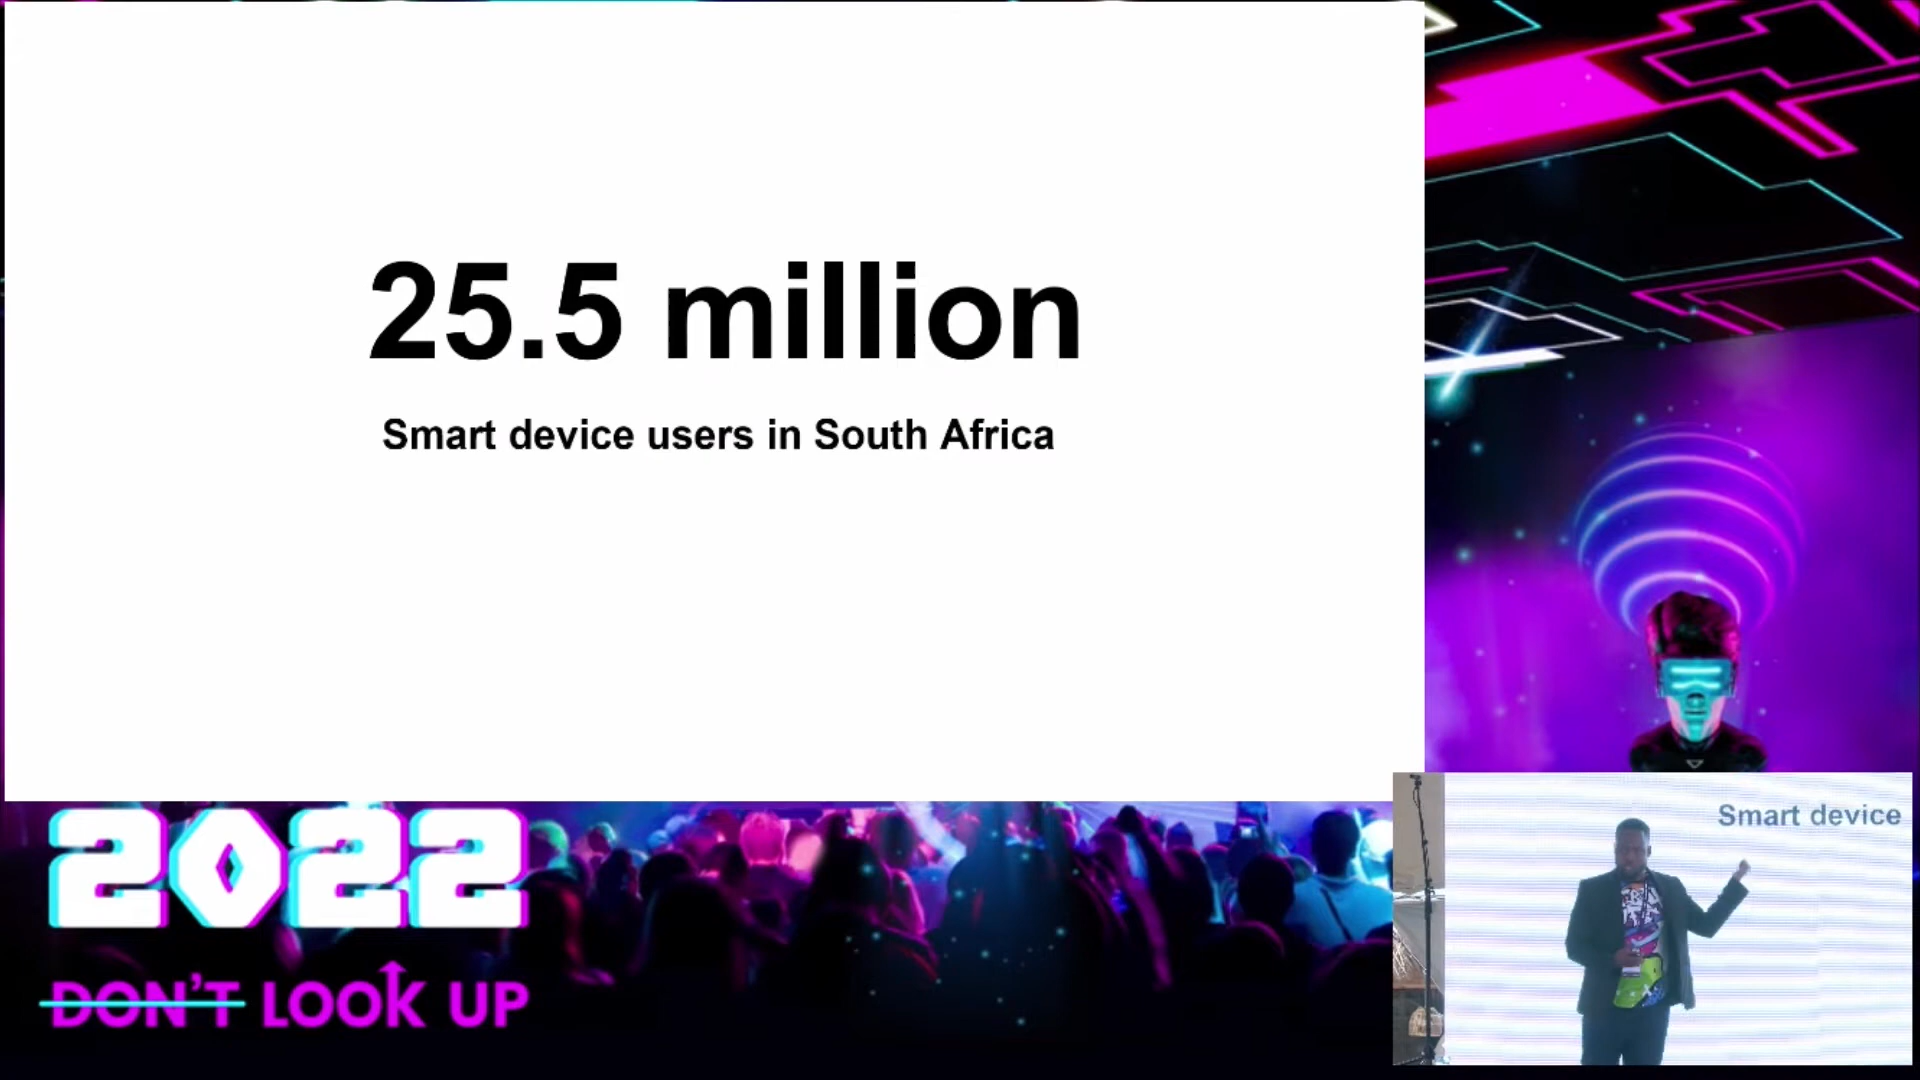 25.5 million
Smart device users in South Africa
2022
DON'T LOOK UP
Smart device